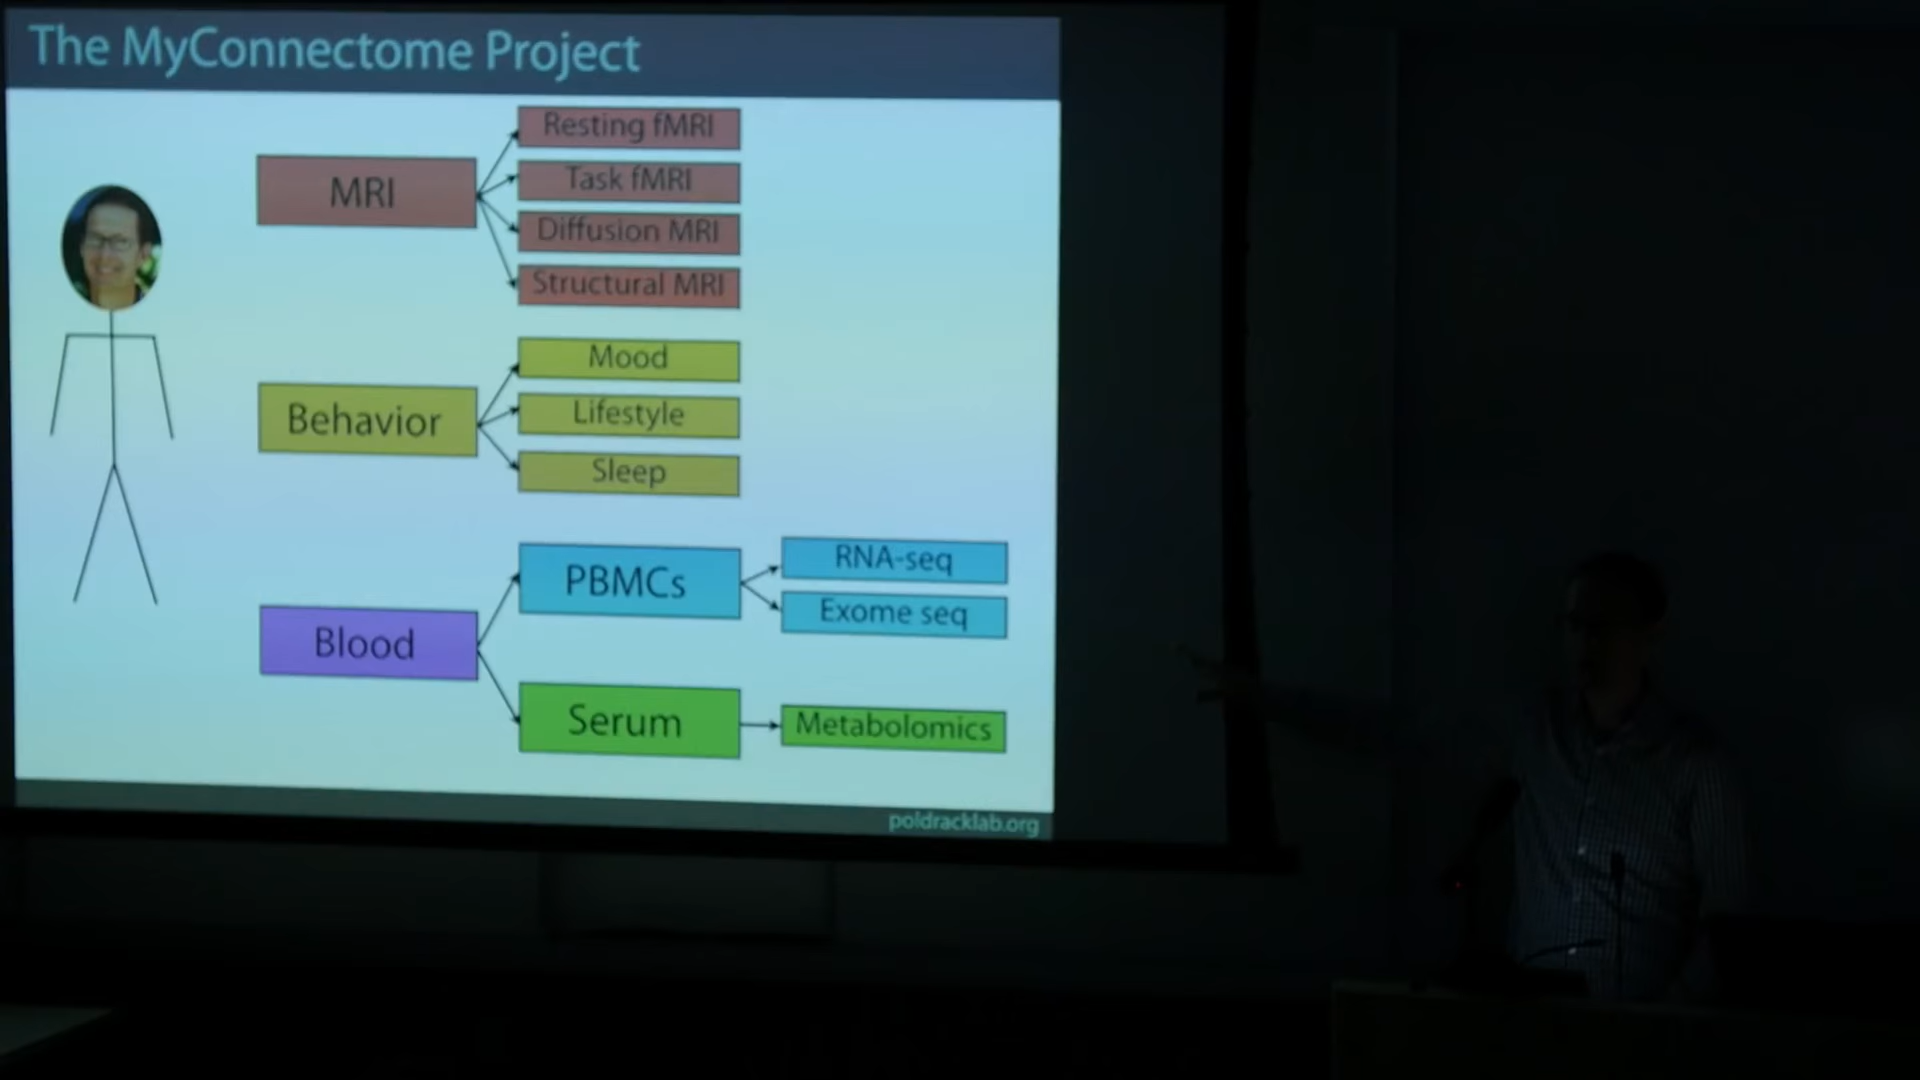 The MyConnectome Project
MRI
Resting fMRI
Task fMRI
Diffusion MRI
Structural MRI
Behavior
Mood
Lifestyle
Sleep
Blood
PBMCs
RNA-seq
Exome seq
Serum
Metabolomics
poldracklab.org